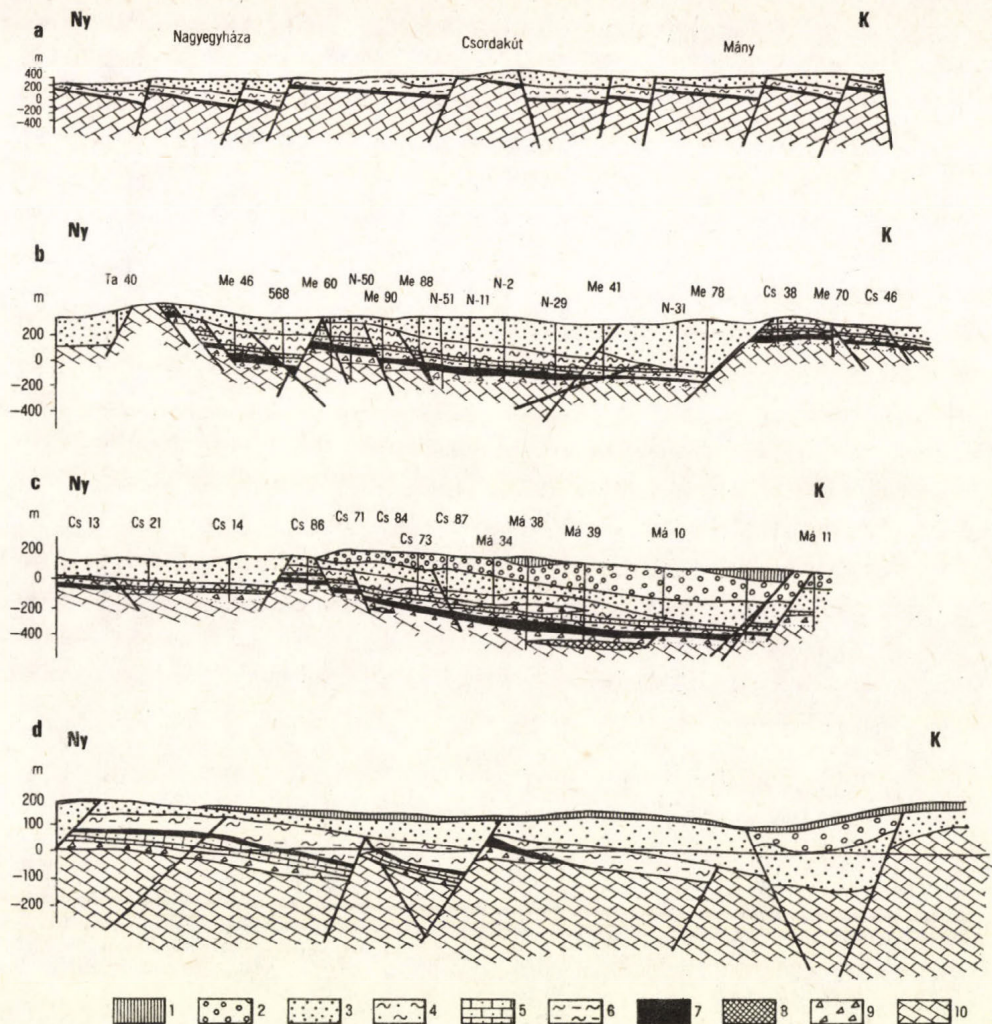 a
Ny
K
Nagyegyháza
Csordakút
Mány
m
400
200
0
−200
−400
b
Ny
K
Ta 40
Me 46
568
Me 60
N-50
Me 90
Me 88
N-51
N-11
N-2
N-29
Me 41
N-31
Me 78
Cs 38
Me 70
Cs 46
m
200
0
−200
−400
c
Ny
K
m
Cs 13
Cs 21
Cs 14
Cs 86
Cs 71
Cs 84
Cs 73
Cs 87
Má 34
Má 38
Má 39
Má 10
Má 11
200
0
−200
−400
d
Ny
K
m
200
100
0
−100
−200
1 2 3 4 5 6 7 8 9 10